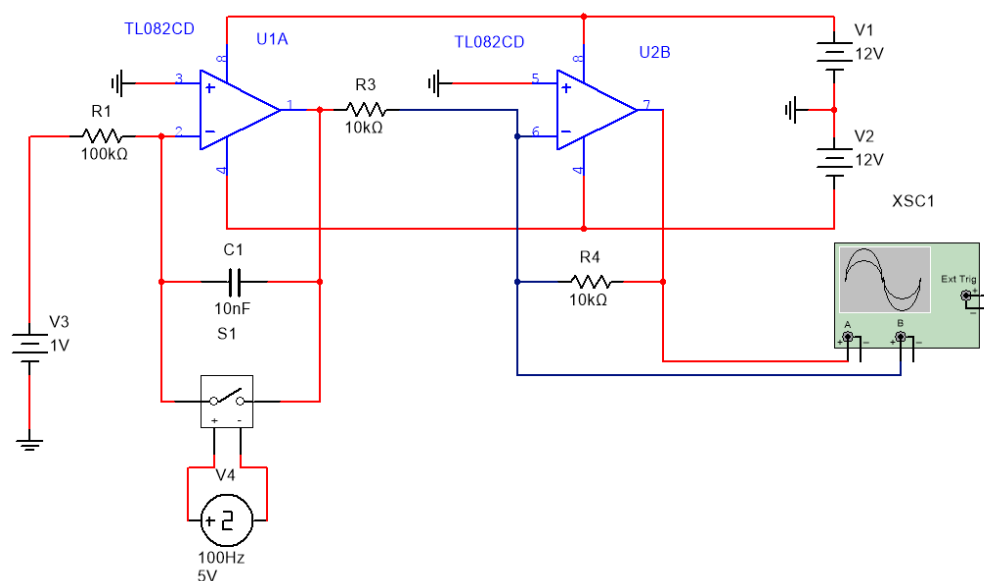 TL082CD
U1A
8
3
1
2
4
R1
100kΩ
R3
10kΩ
TL082CD
U2B
8
5
7
6
4
V1
12V
V2
12V
XSC1
Ext Trig
A
B
C1
10nF
S1
R4
10kΩ
V3
1V
V4
100Hz
5V